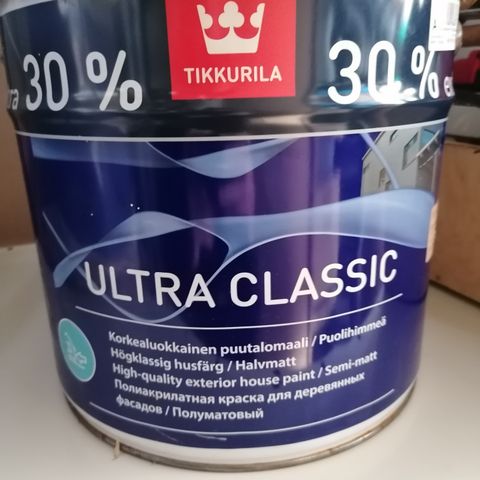 TIKKURILA
30 %
30 %
ULTRA CLASSIC
Korkealuokkainen puutalomaali / Puolihimmeä
Högklassig husfärg / Halvmatt
High-quality exterior house paint / Semi-matt
Полиакрилатная краска для деревянных
фасадов / Полуматовый